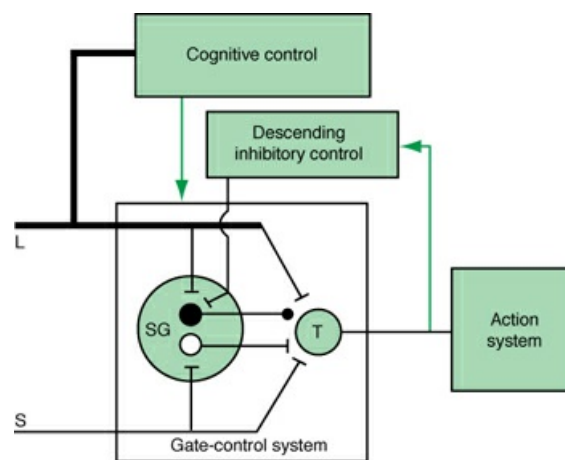 Cognitive control
Descending
inhibitory control
L
SG
T
Action
system
S
Gate-control system